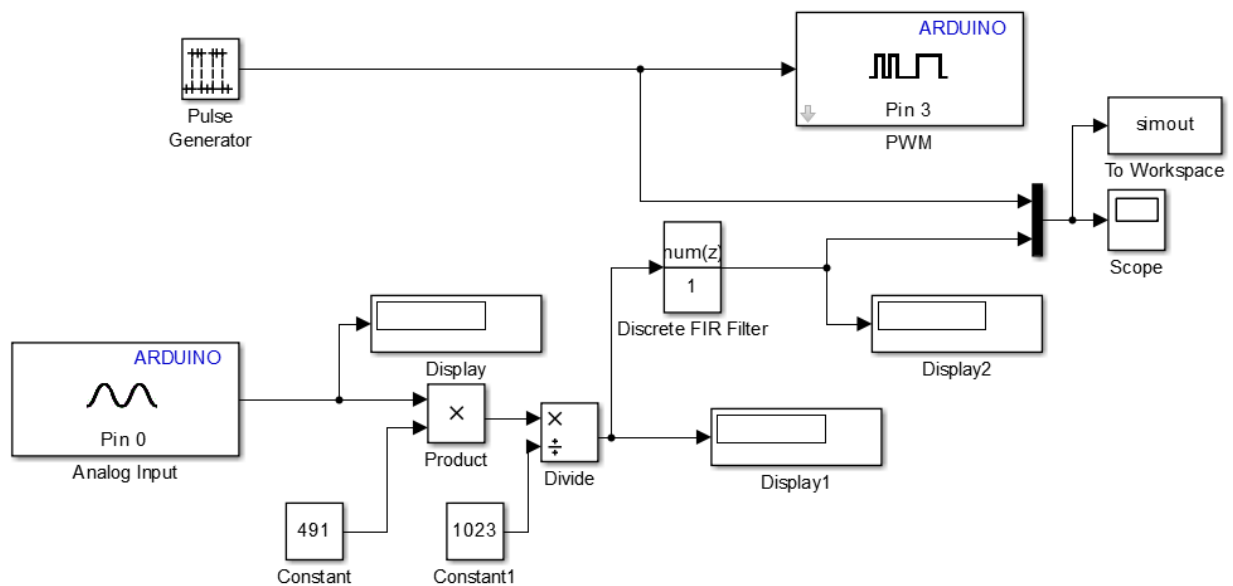 ARDUINO
Pin 3
PWM
Pulse
Generator
simout
To Workspace
Scope
num(z)
1
Discrete FIR Filter
Display
Display2
ARDUINO
Pin 0
Analog Input
×
Product
×
÷
Divide
Display1
491
Constant
1023
Constant1